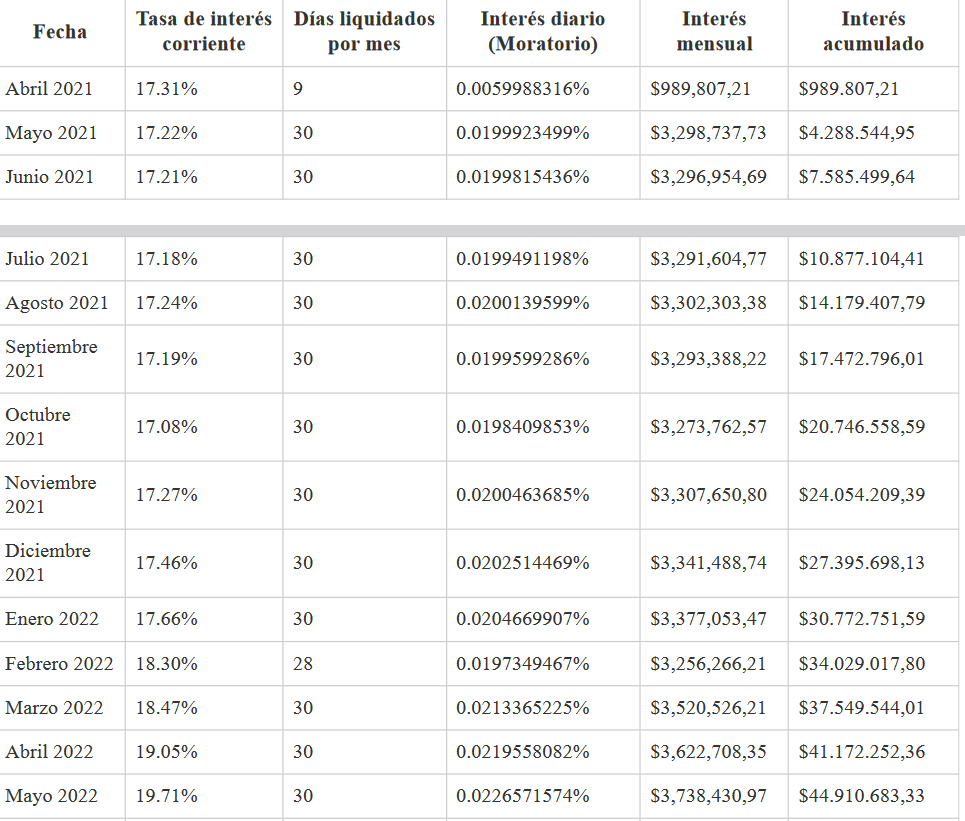 Fecha Tasa de interés corriente Días liquidados por mes Interés diario (Moratorio) Interés mensual Interés acumulado
Abril 2021 17.31% 9 0.0059988316% $989,807,21 $989.807,21
Mayo 2021 17.22% 30 0.0199923499% $3,298,737,73 $4.288.544,95
Junio 2021 17.21% 30 0.0199815436% $3,296,954,69 $7.585.499,64
Julio 2021 17.18% 30 0.0199491198% $3,291,604,77 $10.877.104,41
Agosto 2021 17.24% 30 0.0200139599% $3,302,303,38 $14.179.407,79
Septiembre 2021 17.19% 30 0.0199599286% $3,293,388,22 $17.472.796,01
Octubre 2021 17.08% 30 0.0198409853% $3,273,762,57 $20.746.558,59
Noviembre 2021 17.27% 30 0.0200463685% $3,307,650,80 $24.054.209,39
Diciembre 2021 17.46% 30 0.0202514469% $3,341,488,74 $27.395.698,13
Enero 2022 17.66% 30 0.0204669907% $3,377,053,47 $30.772.751,59
Febrero 2022 18.30% 28 0.0197349467% $3,256,266,21 $34.029.017,80
Marzo 2022 18.47% 30 0.0213365225% $3,520,526,21 $37.549.544,01
Abril 2022 19.05% 30 0.0219558082% $3,622,708,35 $41.172.252,36
Mayo 2022 19.71% 30 0.0226571574% $3,738,430,97 $44.910.683,33